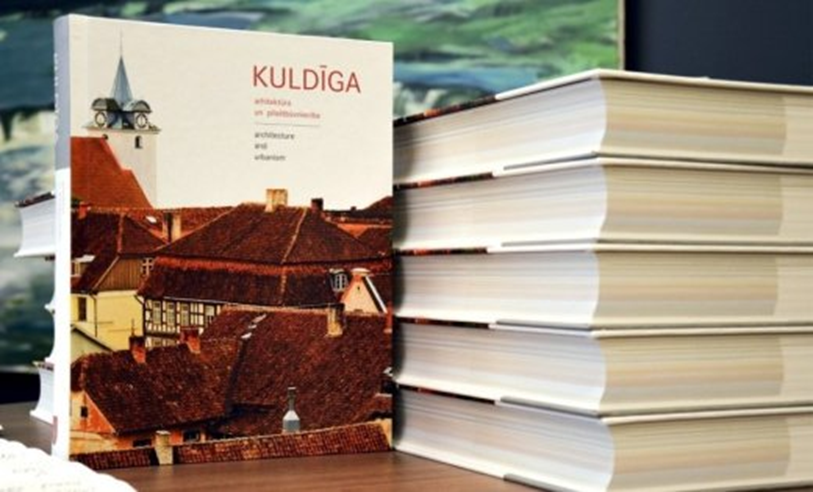 KULDĪGA
arhitektūra
un pilsētbūvniecība
architecture
and
urbanism